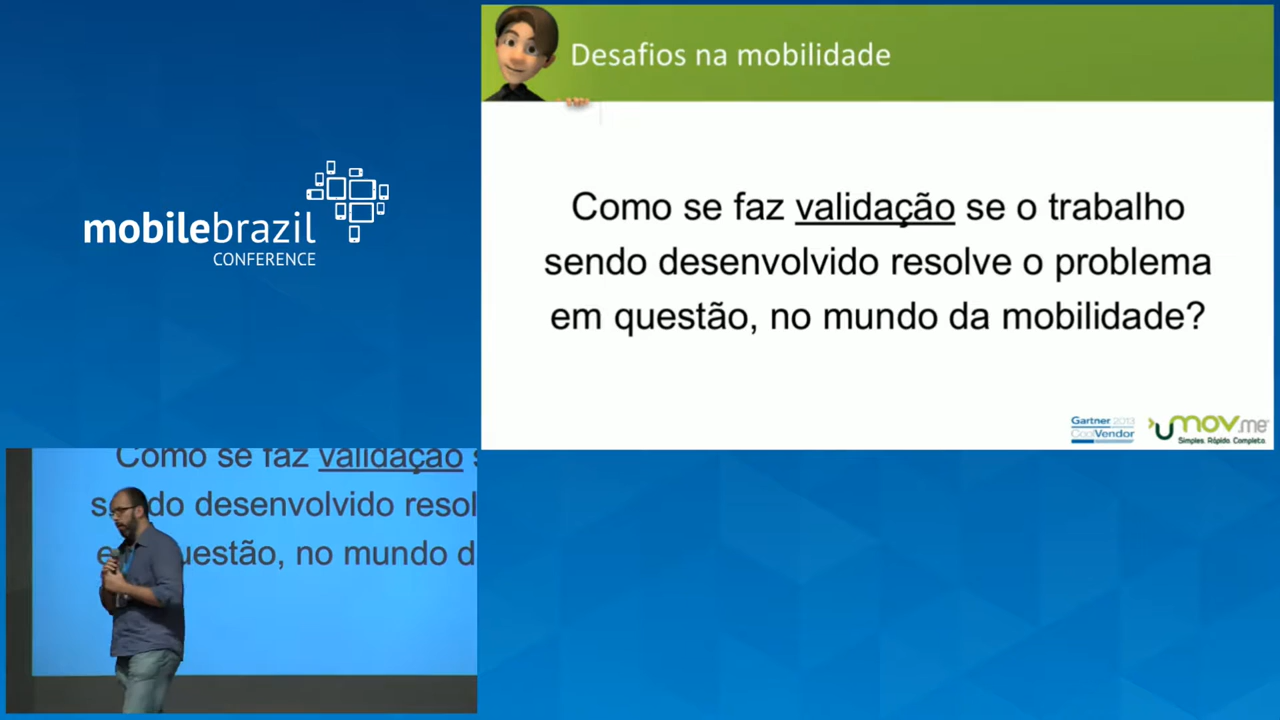 mobilebrazil
CONFERENCE
Desafios na mobilidade
Como se faz validação se o trabalho
sendo desenvolvido resolve o problema
em questão, no mundo da mobilidade?
Gartner 2013
CoolVendor
umov.me
Simples. Rápido. Completo.
Como se faz validação
sendo desenvolvido resol
questão, no mundo d